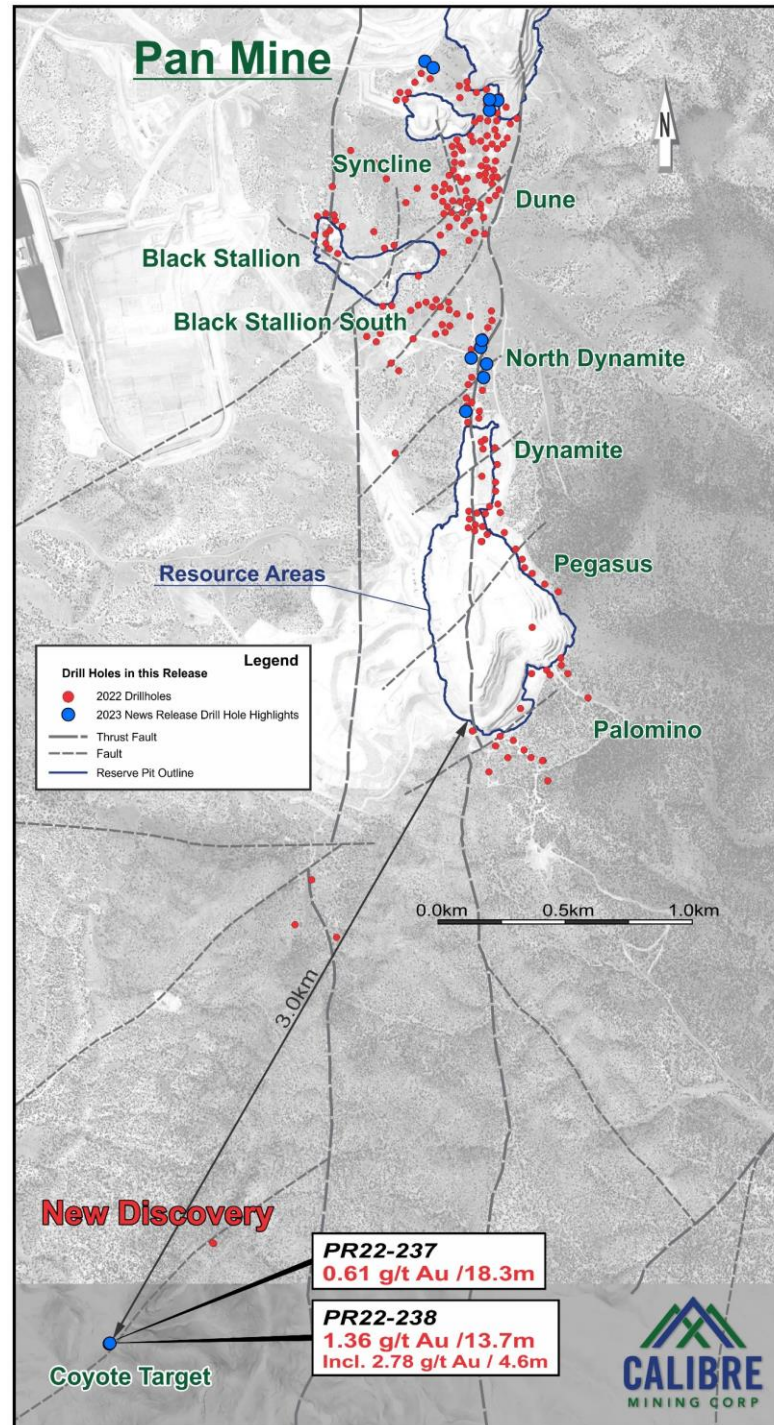 Pan Mine
N
Syncline
Dune
Black Stallion
Black Stallion South
North Dynamite
Dynamite
Resource Areas
Pegasus
Legend
Drill Holes in this Release
2022 Drillholes
2023 News Release Drill Hole Highlights
Thrust Fault
Fault
Reserve Pit Outline
Palomino
0.0km 0.5km 1.0km
3.0km
New Discovery
PR22-237
0.61 g/t Au /18.3m
PR22-238
1.36 g/t Au /13.7m
Incl. 2.78 g/t Au / 4.6m
Coyote Target
CALIBRE
MINING CORP